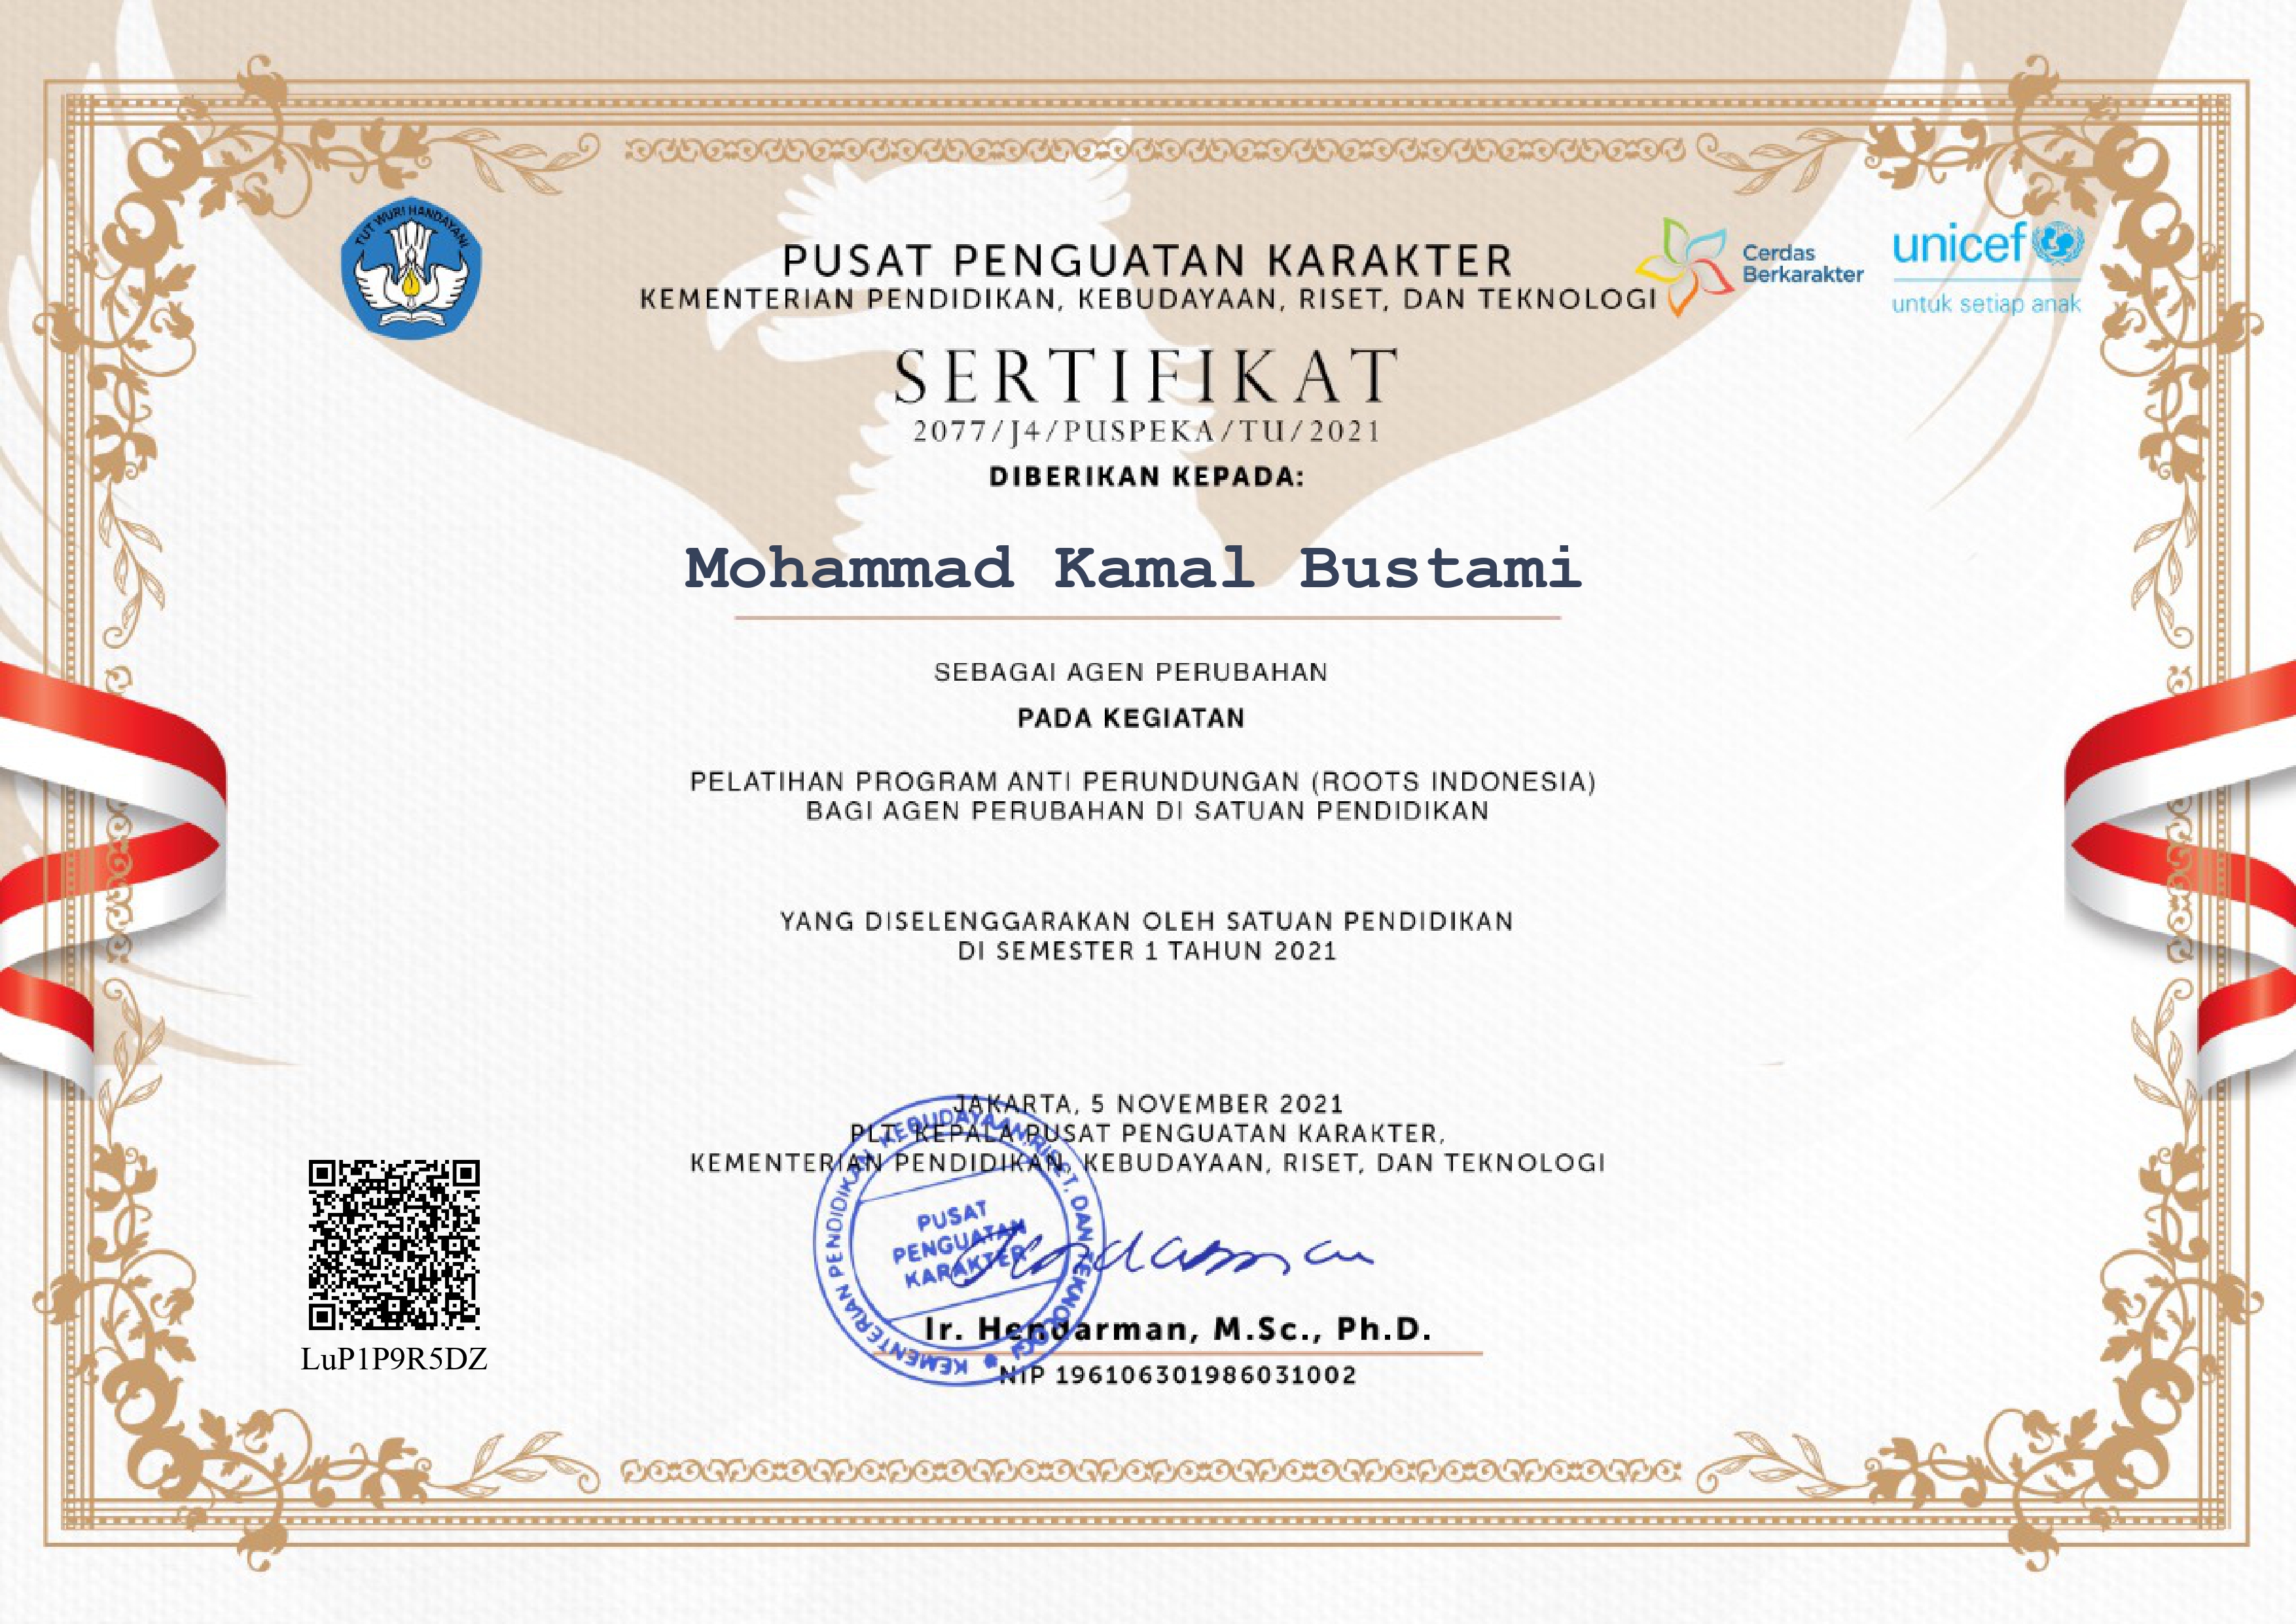 TUT WURI HANDAYANI
PUSAT PENGUATAN KARAKTER
KEMENTERIAN PENDIDIKAN, KEBUDAYAAN, RISET, DAN TEKNOLOGI
Cerdas
Berkarakter
unicef
untuk setiap anak
SERTIFIKAT
2077/J4/PUSPEKA/TU/2021
DIBERIKAN KEPADA:
Mohammad Kamal Bustami
SEBAGAI AGEN PERUBAHAN
PADA KEGIATAN
PELATIHAN PROGRAM ANTI PERUNDUNGAN (ROOTS INDONESIA)
BAGI AGEN PERUBAHAN DI SATUAN PENDIDIKAN
YANG DISELENGGARAKAN OLEH SATUAN PENDIDIKAN
DI SEMESTER 1 TAHUN 2021
JAKARTA, 5 NOVEMBER 2021
PLT. KEPALA PUSAT PENGUATAN KARAKTER,
KEMENTERIAN PENDIDIKAN, KEBUDAYAAN, RISET, DAN TEKNOLOGI
KEMENTERIAN PENDIDIKAN KEBUDAYAAN, RISET, DAN TEKNOLOGI
PUSAT
PENGUATAN
KARAKTER
Hendarman
Ir. Hendarman, M.Sc., Ph.D.
NIP 196106301986031002
LuP1P9R5DZ